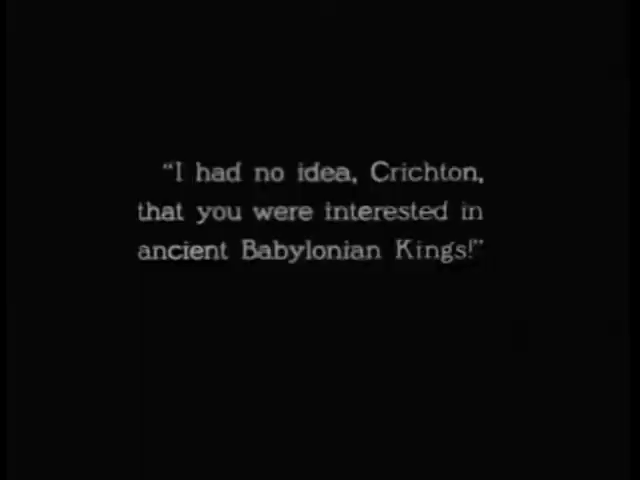 “I had no idea, Crichton,
that you were interested in
ancient Babylonian Kings!”